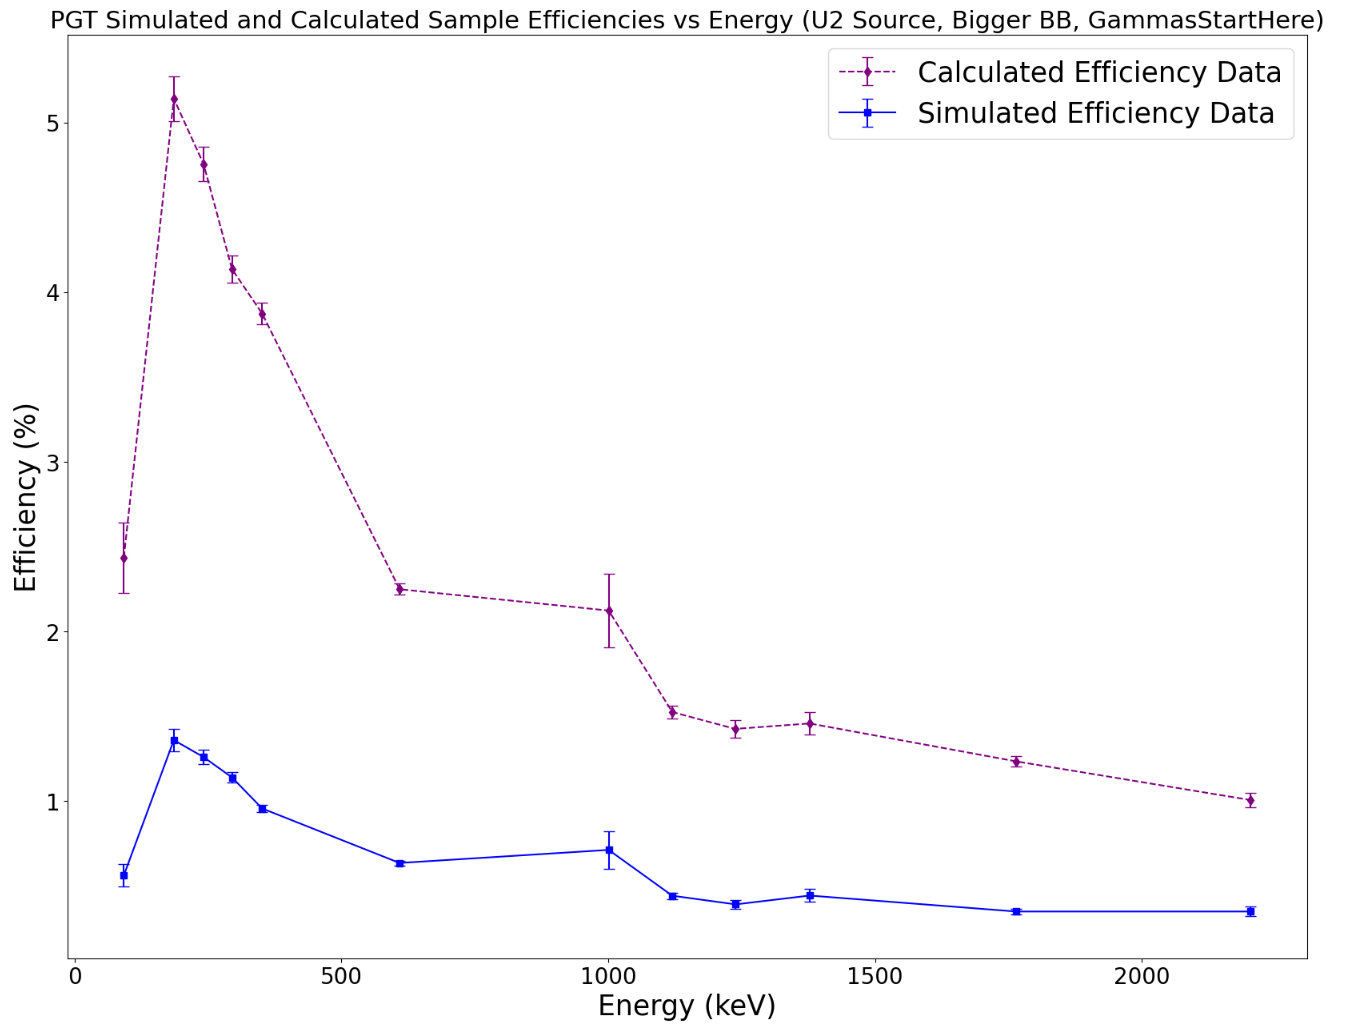 PGT Simulated and Calculated Sample Efficiencies vs Energy (U2 Source, Bigger BB, GammasStartHere)
Calculated Efficiency Data
Simulated Efficiency Data
Efficiency (%)
5
4
3
2
1
0 500 1000 1500 2000
Energy (keV)